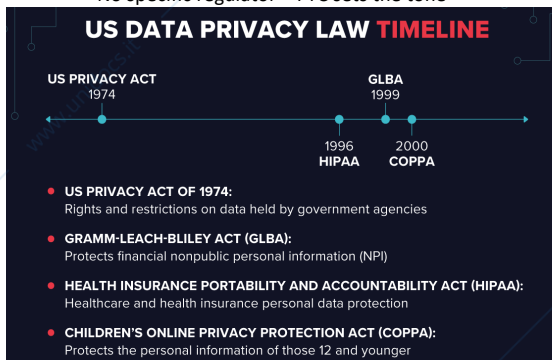 US DATA PRIVACY LAW TIMELINE
US PRIVACY ACT
1974
GLBA
1999
1996
HIPAA
2000
COPPA
US PRIVACY ACT OF 1974:
Rights and restrictions on data held by government agencies
GRAMM-LEACH-BLILEY ACT (GLBA):
Protects financial nonpublic personal information (NPI)
HEALTH INSURANCE PORTABILITY AND ACCOUNTABILITY ACT (HIPAA):
Healthcare and health insurance personal data protection
CHILDREN'S ONLINE PRIVACY PROTECTION ACT (COPPA):
Protects the personal information of those 12 and younger